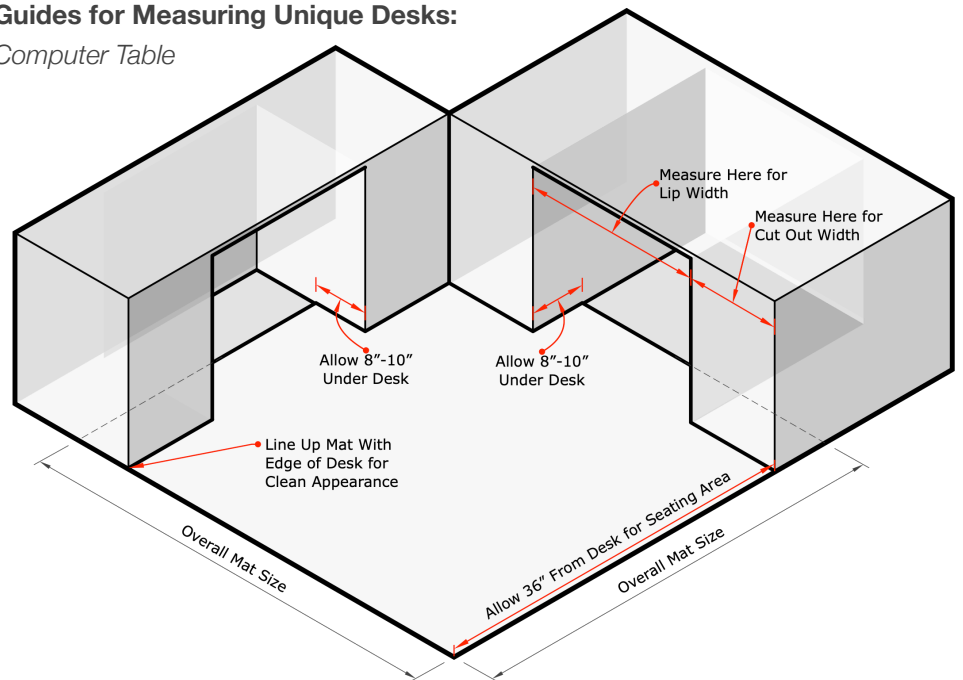 Guides for Measuring Unique Desks:
Computer Table
Measure Here for
Lip Width
Measure Here for
Cut Out Width
Allow 8”-10”
Under Desk
Allow 8”-10”
Under Desk
Line Up Mat With
Edge of Desk for
Clean Appearance
Allow 36” From Desk for Seating Area
Overall Mat Size
Overall Mat Size